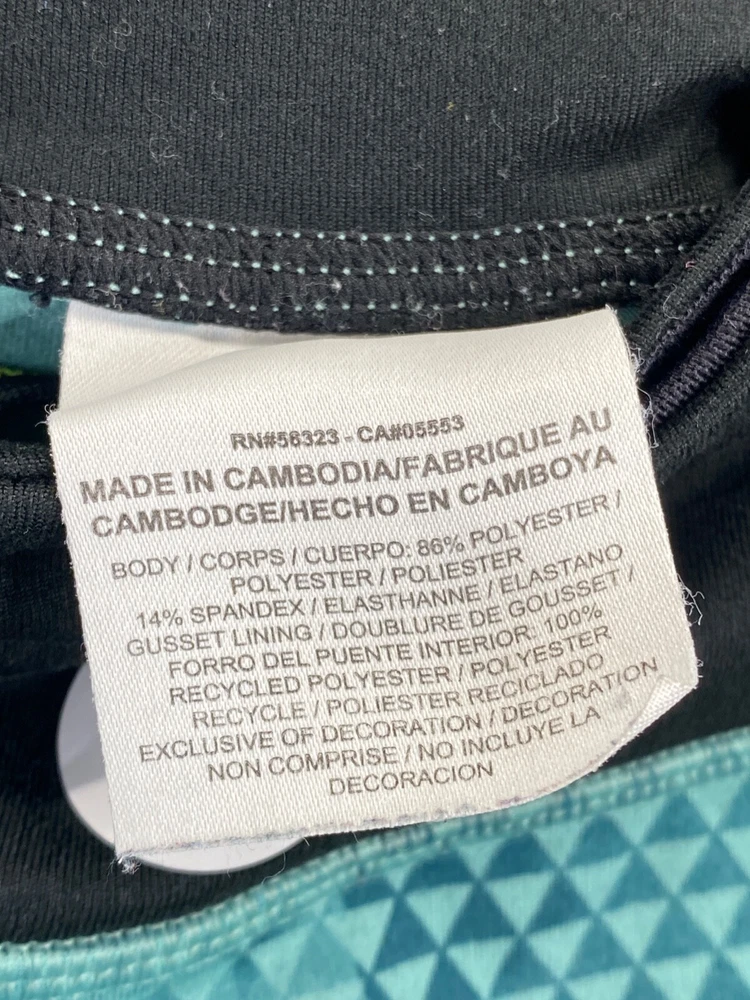 RN#56323 - CA#05553
MADE IN CAMBODIA/FABRIQUE AU
CAMBODGE/HECHO EN CAMBOYA
BODY / CORPS / CUERPO: 86% POLYESTER /
POLYESTER / POLIESTER
14% SPANDEX / ELASTHANNE / ELASTANO
GUSSET LINING / DOUBLURE DE GOUSSET /
FORRO DEL PUENTE INTERIOR: 100%
RECYCLED POLYESTER / POLYESTER
RECYCLE / POLIESTER RECICLADO
EXCLUSIVE OF DECORATION / DECORATION
NON COMPRISE / NO INCLUYE LA
DECORACION